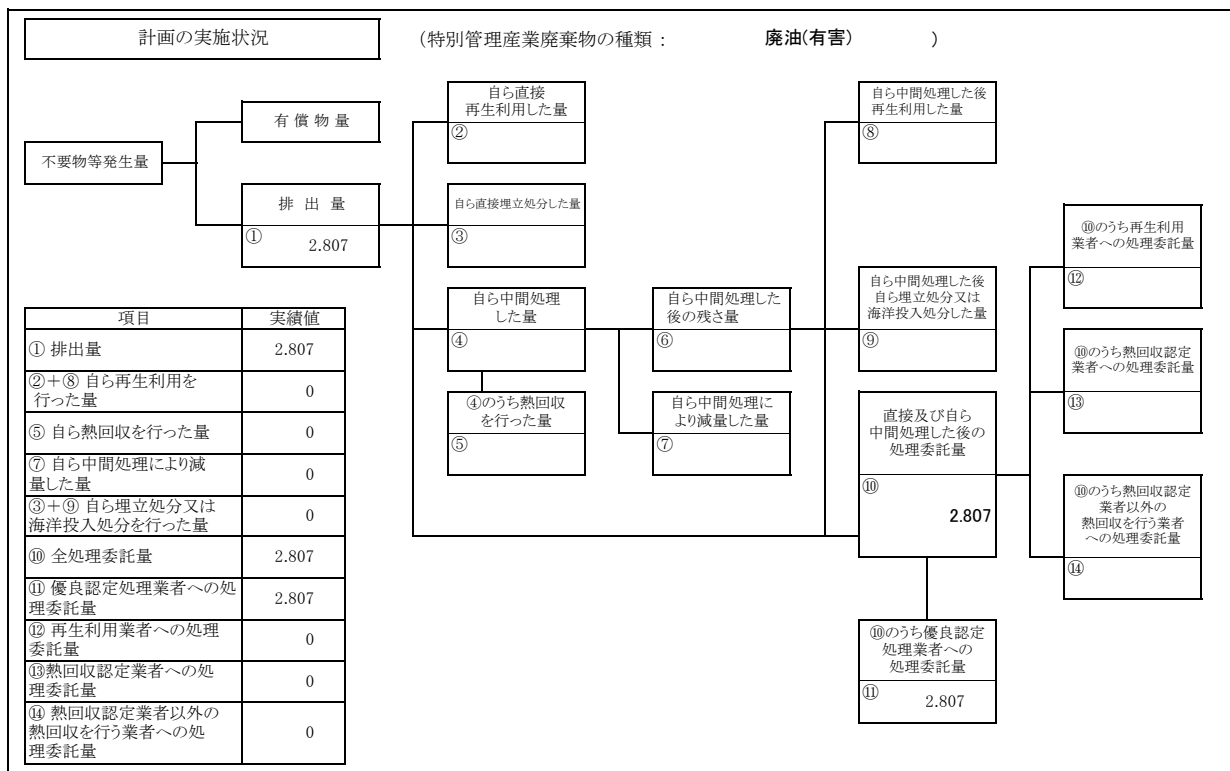 計画の実施状況
(特別管理産業廃棄物の種類： 廃油(有害) )
不要物等発生量
有償物量
排出量
① 2.807
自ら直接
再生利用した量
②
自ら直接埋立処分した量
③
自ら中間処理
した量
④
④のうち熱回収
を行った量
⑤
自ら中間処理した
後の残さ量
⑥
自ら中間処理に
より減量した量
⑦
自ら中間処理した後
再生利用した量
⑧
自ら中間処理した後
自ら埋立処分又は
海洋投入処分した量
⑨
直接及び自ら
中間処理した後の
処理委託量
⑩
2.807
⑩のうち優良認定
処理業者への
処理委託量
⑪ 2.807
⑩のうち再生利用
業者への処理委託量
⑫
⑩のうち熱回収認定
業者への処理委託量
⑬
⑩のうち熱回収認定
業者以外の
熱回収を行う業者
への処理委託量
⑭
項目 実績値
① 排出量 2.807
②＋⑧ 自ら再生利用を
行った量 0
⑤ 自ら熱回収を行った量 0
⑦ 自ら中間処理により減
量した量 0
③＋⑨ 自ら埋立処分又は
海洋投入処分を行った量 0
⑩ 全処理委託量 2.807
⑪ 優良認定処理業者への処
理委託量 2.807
⑫ 再生利用業者への処理
委託量 0
⑬熱回収認定業者への処
理委託量 0
⑭ 熱回収認定業者以外の
熱回収を行う業者への処
理委託量 0